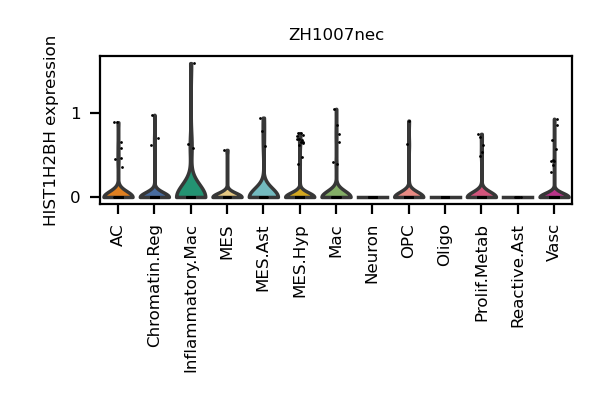 ZH1007nec
HIST1H2BH expression
1
0
AC
Chromatin.Reg
Inflammatory.Mac
MES
MES.Ast
MES.Hyp
Mac
Neuron
OPC
Oligo
Prolif.Metab
Reactive.Ast
Vasc